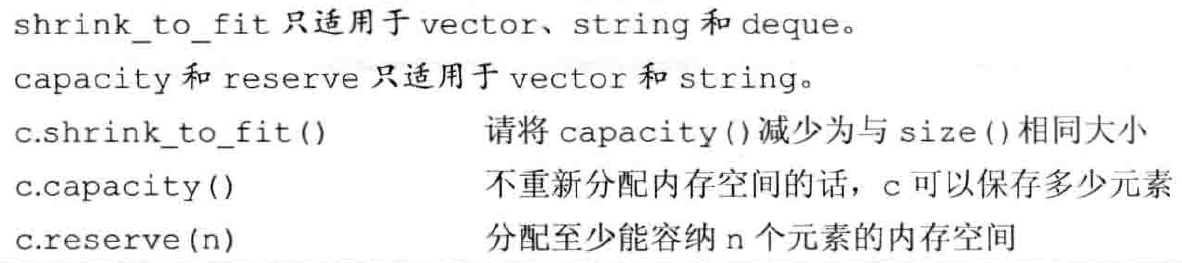 shrink_to_fit 只适用于 vector、string 和 deque。
capacity 和 reserve 只适用于 vector 和 string。
c.shrink_to_fit() 请将 capacity()减少为与 size()相同大小
c.capacity() 不重新分配内存空间的话，c 可以保存多少元素
c.reserve(n) 分配至少能容纳 n 个元素的内存空间